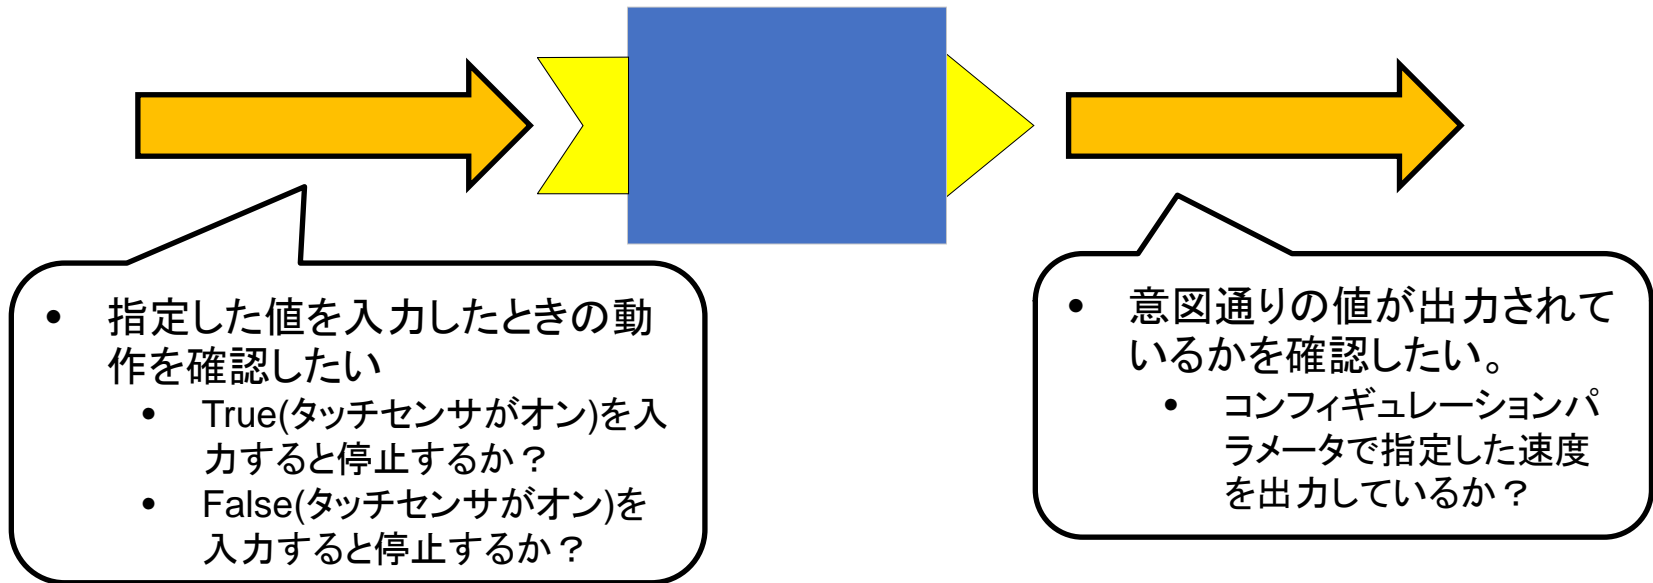 • 指定した値を入力したときの動
作を確認したい
• True(タッチセンサがオン)を入
力すると停止するか？
• False(タッチセンサがオン)を
入力すると停止するか？
• 意図通りの値が出力されて
いるかを確認したい。
• コンフィギュレーションパ
ラメータで指定した速度
を出力しているか？